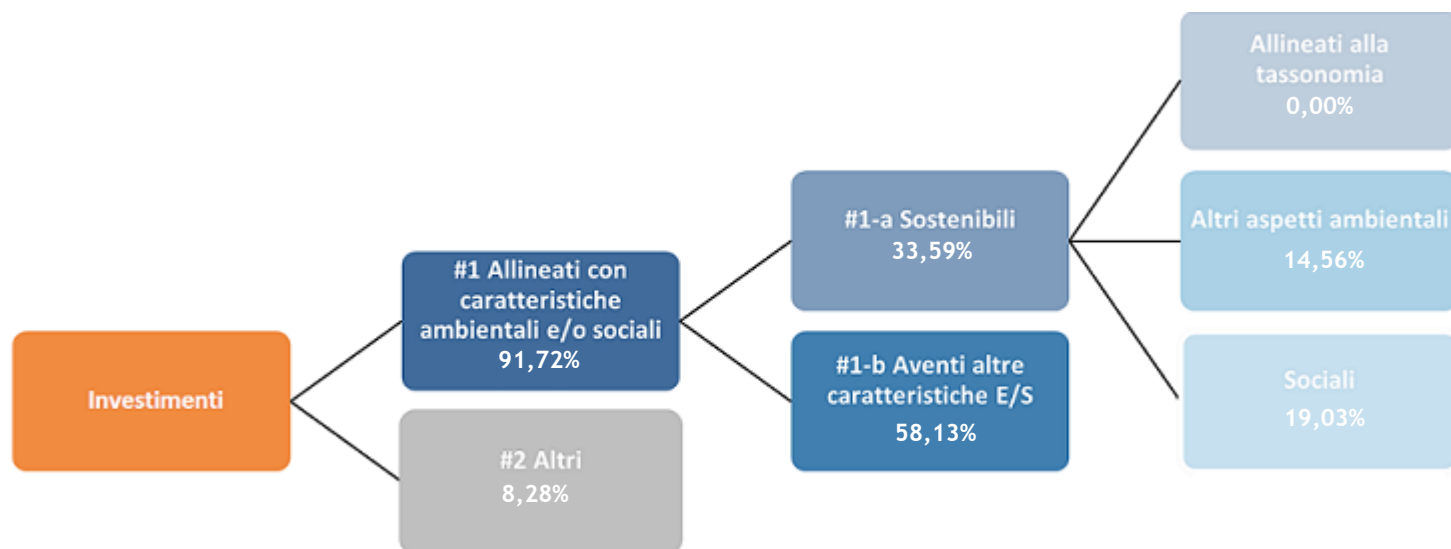 Investimenti
#1 Allineati con
caratteristiche
ambientali e/o sociali
91,72%
#2 Altri
8,28%
#1-a Sostenibili
33,59%
#1-b Aventi altre
caratteristiche E/S
58,13%
Allineati alla
tassonomia
0,00%
Altri aspetti ambientali
14,56%
Sociali
19,03%